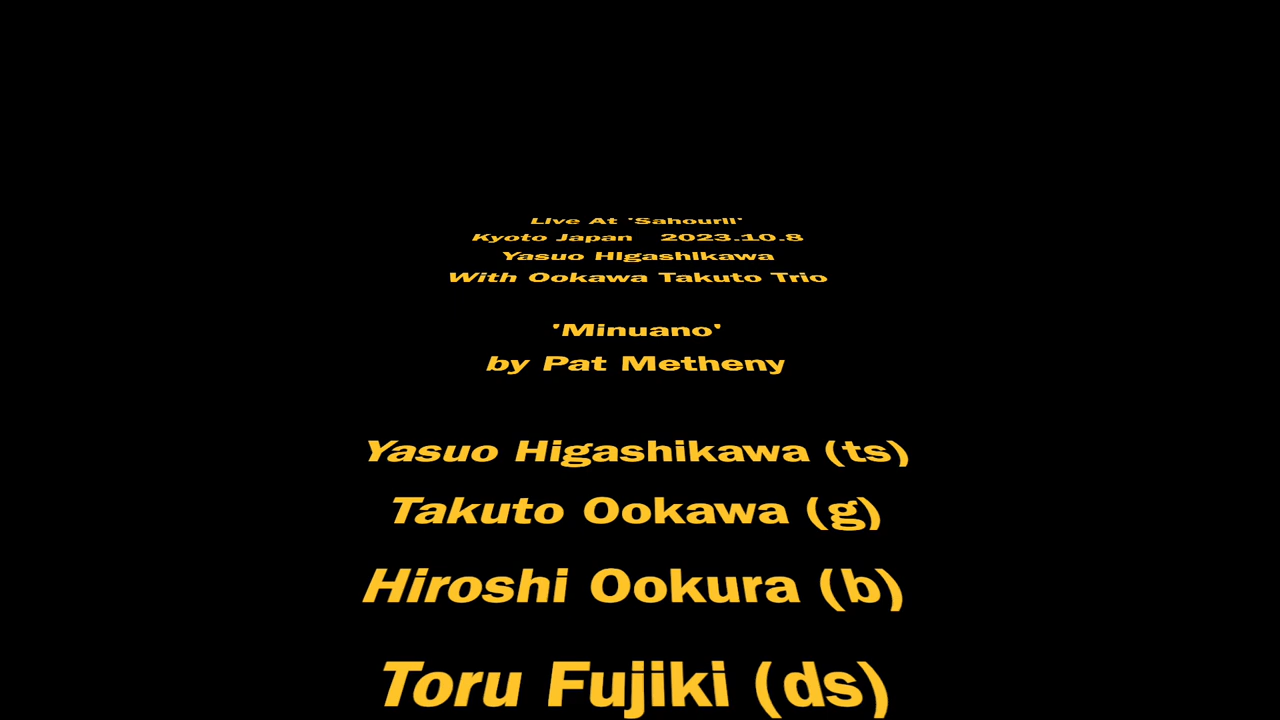 Live At 'Sahouril'
Kyoto Japan 2023.10.8
Yasuo Higashikawa
With Ookawa Takuto Trio
'Minuano'
by Pat Metheny
Yasuo Higashikawa (ts)
Takuto Ookawa (g)
Hiroshi Ookura (b)
Toru Fujiki (ds)